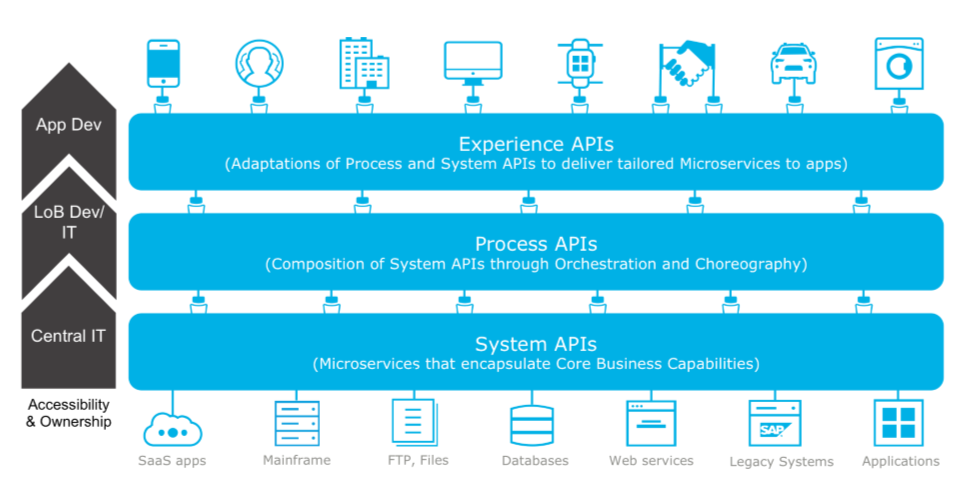 App Dev
LoB Dev/
IT
Central IT
Accessibility
& Ownership
Experience APIs
(Adaptations of Process and System APIs to deliver tailored Microservices to apps)
Process APIs
(Composition of System APIs through Orchestration and Choreography)
System APIs
(Microservices that encapsulate Core Business Capabilities)
SAP
SaaS apps
Mainframe
FTP, Files
Databases
Web services
Legacy Systems
Applications